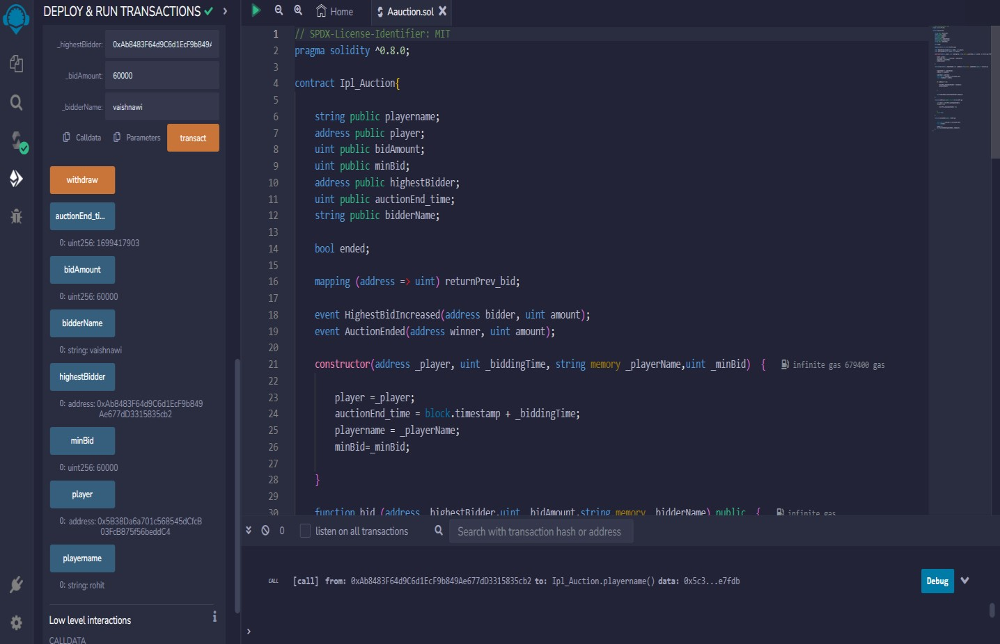 DEPLOY & RUN TRANSACTIONS
_highestBidder: 0xAb8483F64d9C6d1EcF9b849A
_bidAmount: 60000
_bidderName: vaishnawi
Calldata Parameters transact
withdraw
auctionEnd_ti...
0: uint256: 1699417903
bidAmount
0: uint256: 60000
bidderName
0: string: vaishnawi
highestBidder
0: address: 0xAb8483F64d9C6d1EcF9b849
Ae677dD3315835cb2
minBid
0: uint256: 60000
player
0: address: 0x5B38Da6a701c568545dCfcB
03FcB875f56beddC4
playername
0: string: rohit
Low level interactions
CALLDATA
Home Aauction.sol
1 // SPDX-License-Identifier: MIT
2 pragma solidity ^0.8.0;
3
4 contract Ipl_Auction{
5
6 string public playername;
7 address public player;
8 uint public bidAmount;
9 uint public minBid;
10 address public highestBidder;
11 uint public auctionEnd_time;
12 string public bidderName;
13
14 bool ended;
15
16 mapping (address => uint) returnPrev_bid;
17
18 event HighestBidIncreased(address bidder, uint amount);
19 event AuctionEnded(address winner, uint amount);
20
21 constructor(address _player, uint _biddingTime, string memory _playerName,uint _minBid) { infinite gas 679400 gas
22
23 player =_player;
24 auctionEnd_time = block.timestamp + _biddingTime;
25 playername = _playerName;
26 minBid=_minBid;
27
28 }
29
30 function bid (address _highestBidder,uint _bidAmount,string memory _bidderName) public { infinite gas
0 listen on all transactions Search with transaction hash or address
CALL [call] from: 0xAb8483F64d9C6d1EcF9b849Ae677dD3315835cb2 to: Ipl_Auction.playername() data: 0x5c3...e7fdb Debug
>